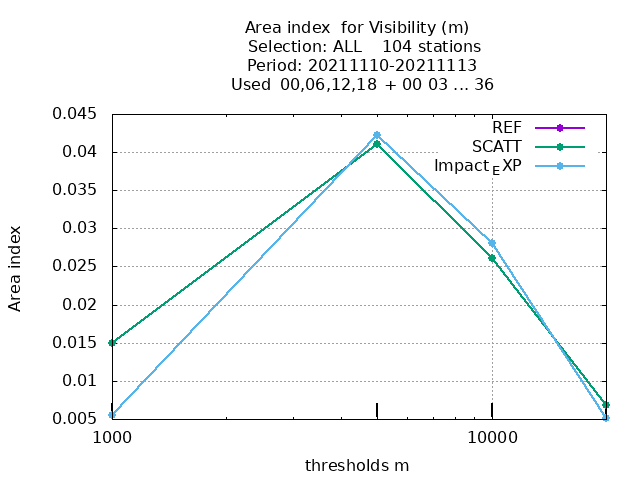 Area index  for Visibility (m)
Selection: ALL    104 stations
Period: 20211110-20211113
Used  00,06,12,18  + 00 03 ... 36
0.045
0.04
0.035
0.03
0.025
0.02
0.015
0.01
0.005
Area index
REF
SCATT
Impact_EXP
1000
10000
thresholds m